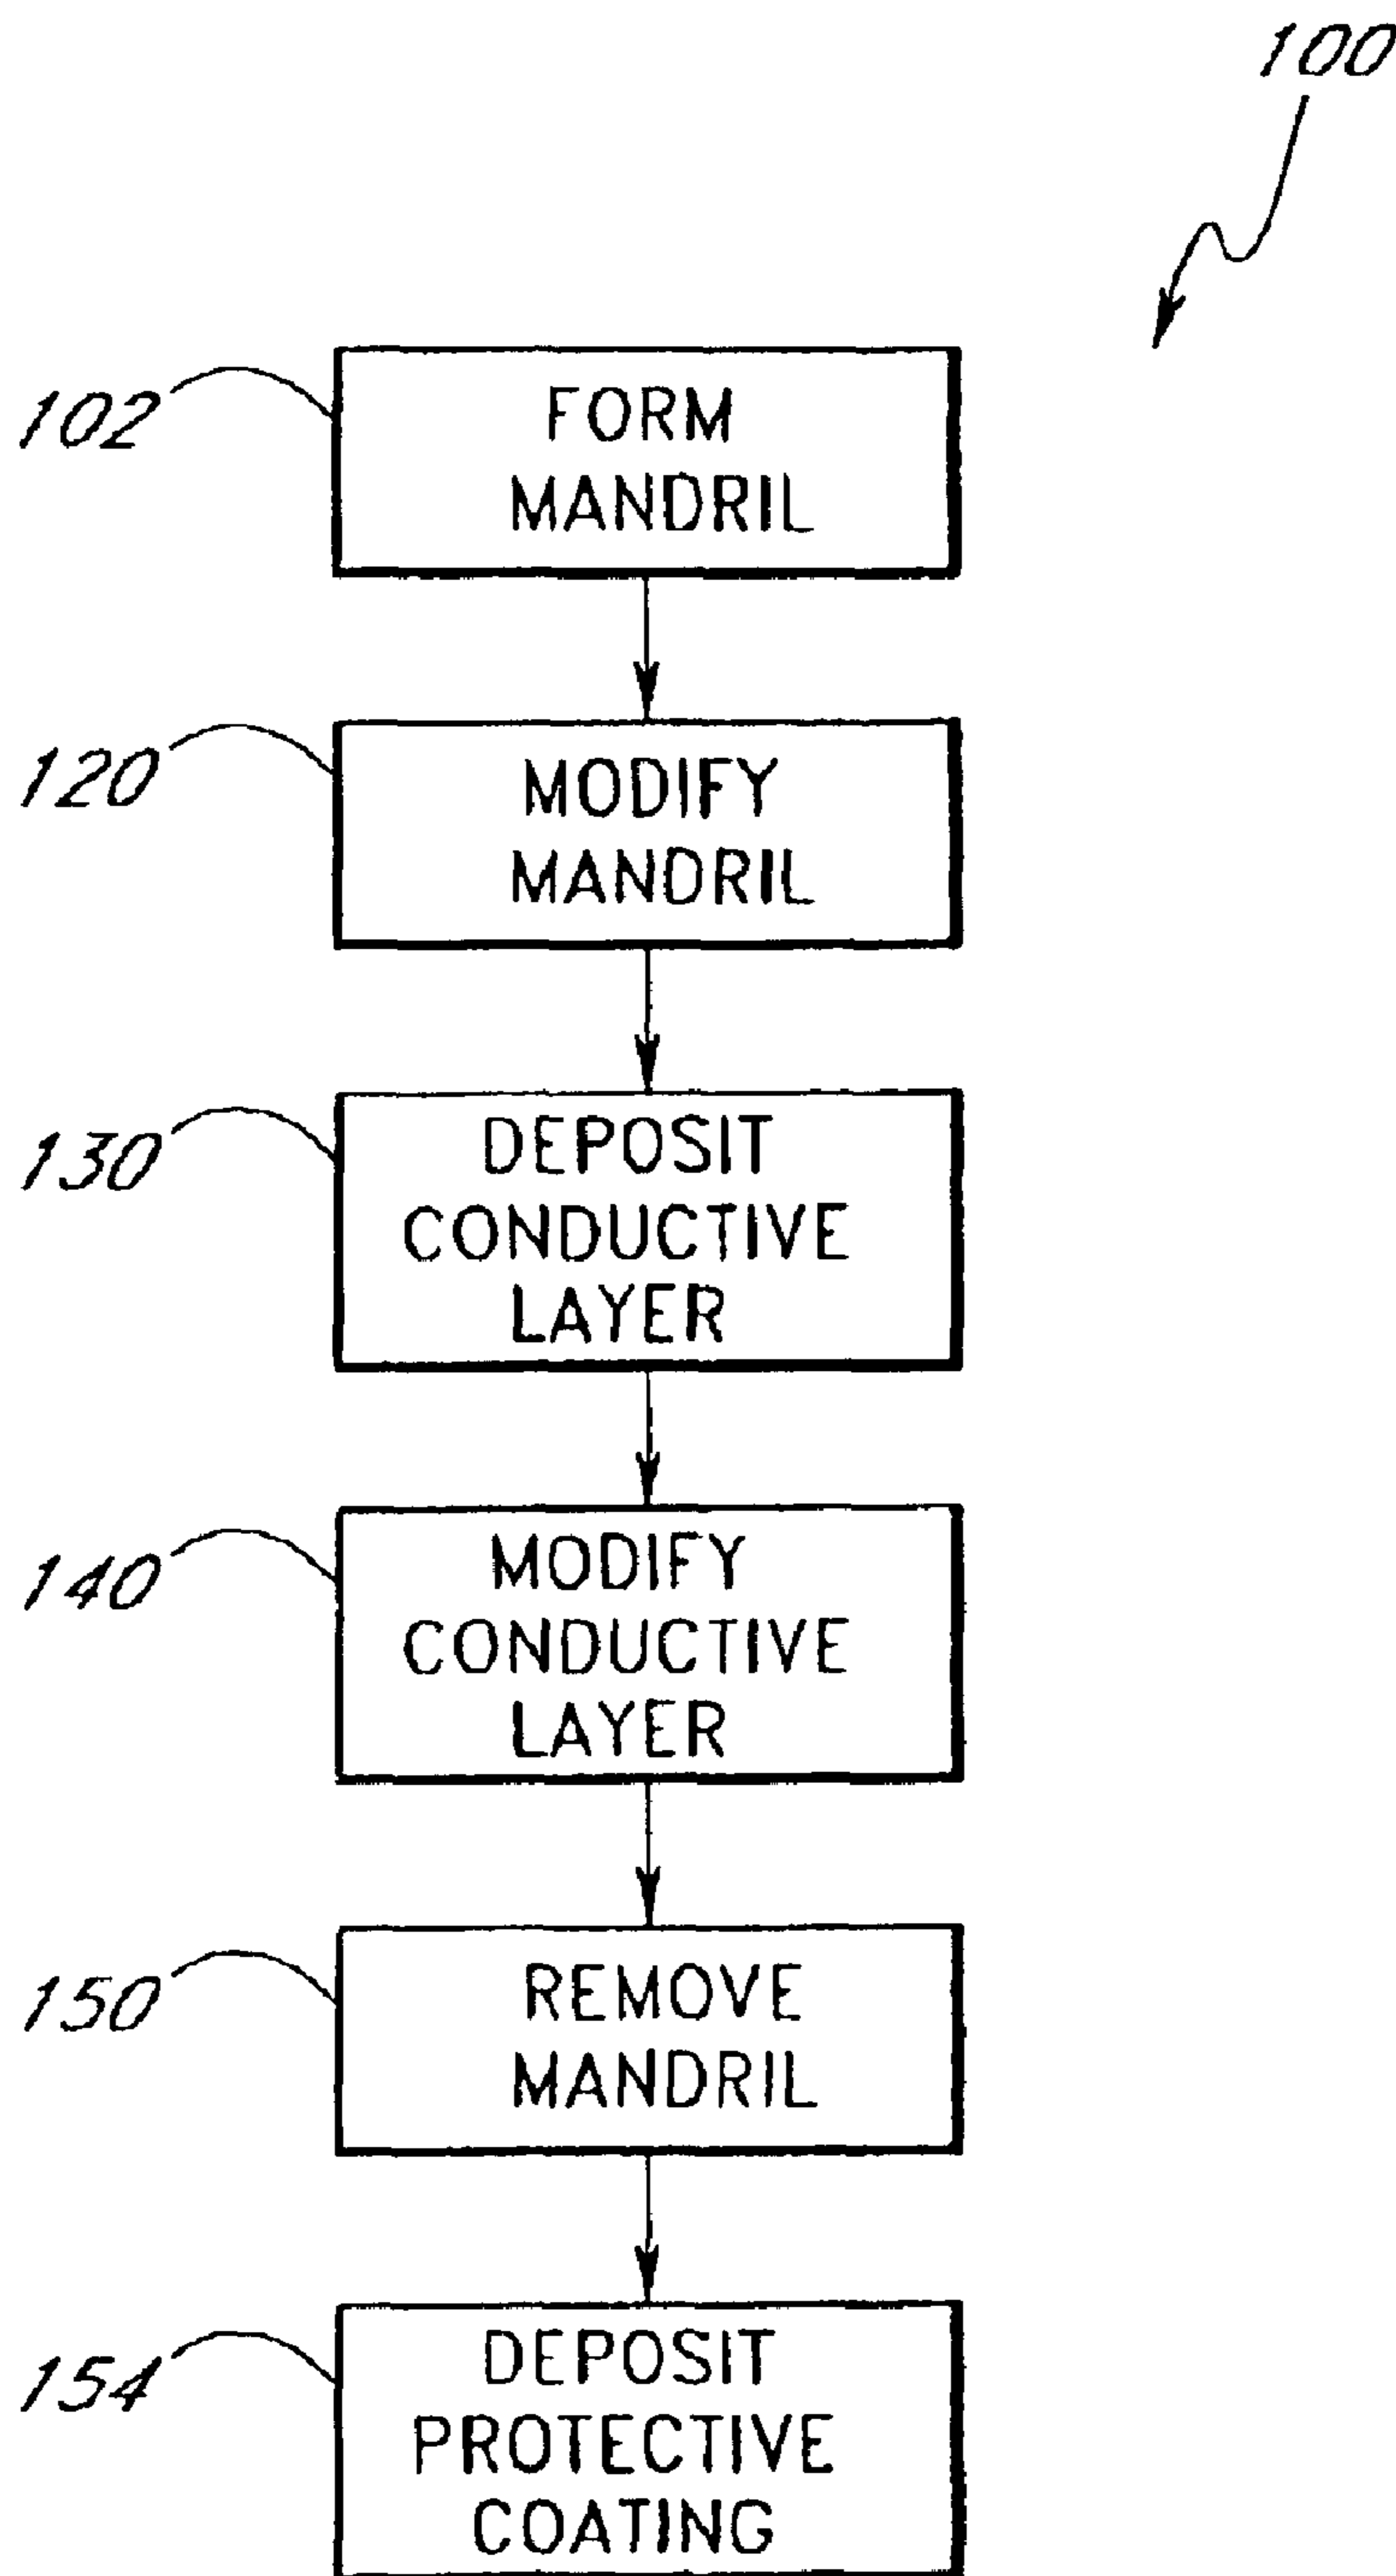 100
102
FORM
MANDRIL
120
MODIFY
MANDRIL
130
DEPOSIT
CONDUCTIVE
LAYER
140
MODIFY
CONDUCTIVE
LAYER
150
REMOVE
MANDRIL
154
DEPOSIT
PROTECTIVE
COATING